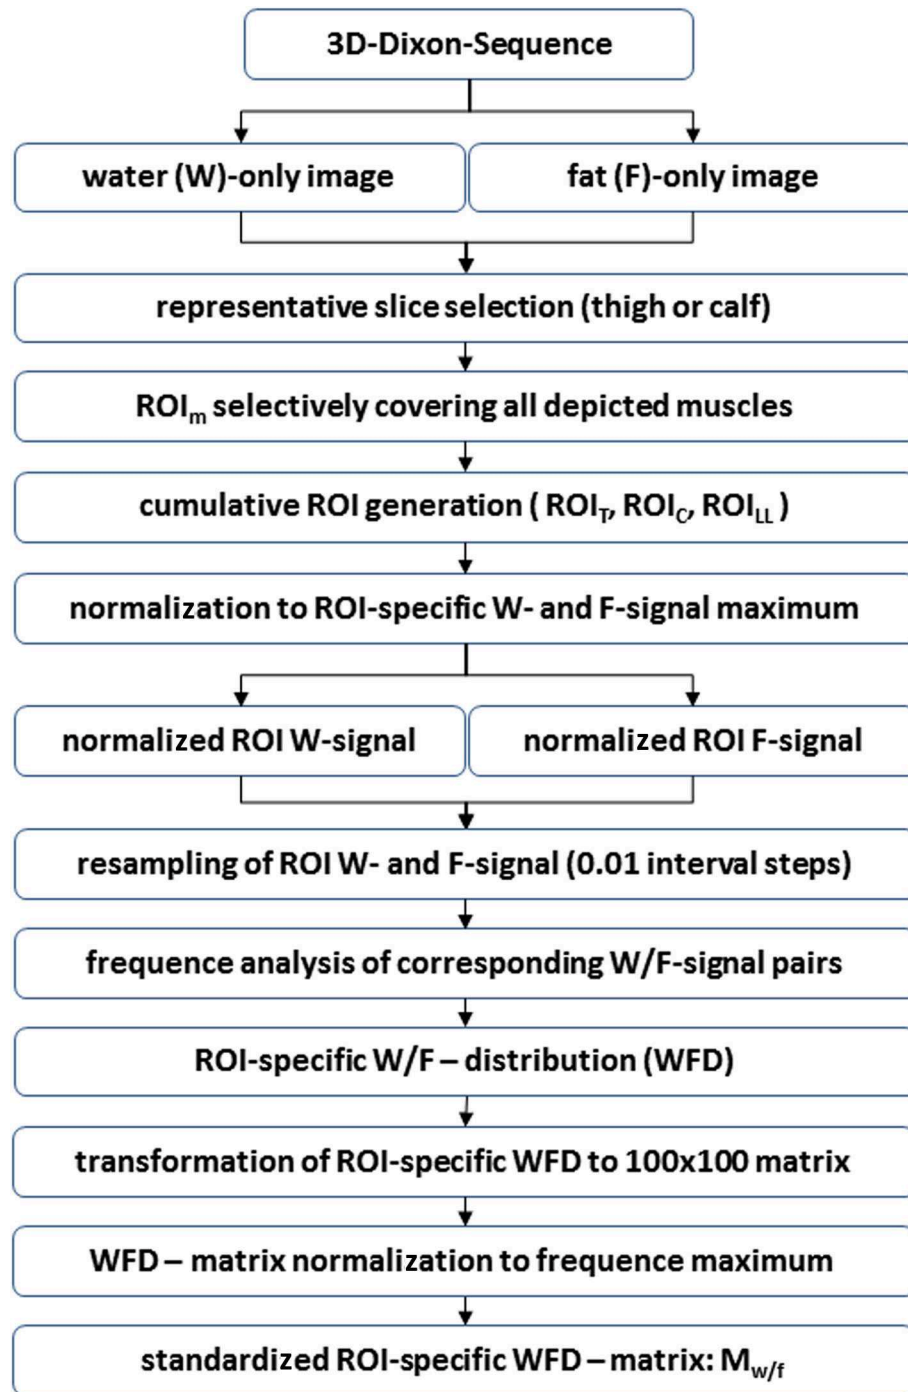 3D-Dixon-Sequence
water (W)-only image
fat (F)-only image
representative slice selection (thigh or calf)
ROIm selectively covering all depicted muscles
cumulative ROI generation ( ROIT, ROIC, ROILL )
normalization to ROI-specific W- and F-signal maximum
normalized ROI W-signal
normalized ROI F-signal
resampling of ROI W- and F-signal (0.01 interval steps)
frequence analysis of corresponding W/F-signal pairs
ROI-specific W/F – distribution (WFD)
transformation of ROI-specific WFD to 100x100 matrix
WFD – matrix normalization to frequence maximum
standardized ROI-specific WFD – matrix: Mw/f